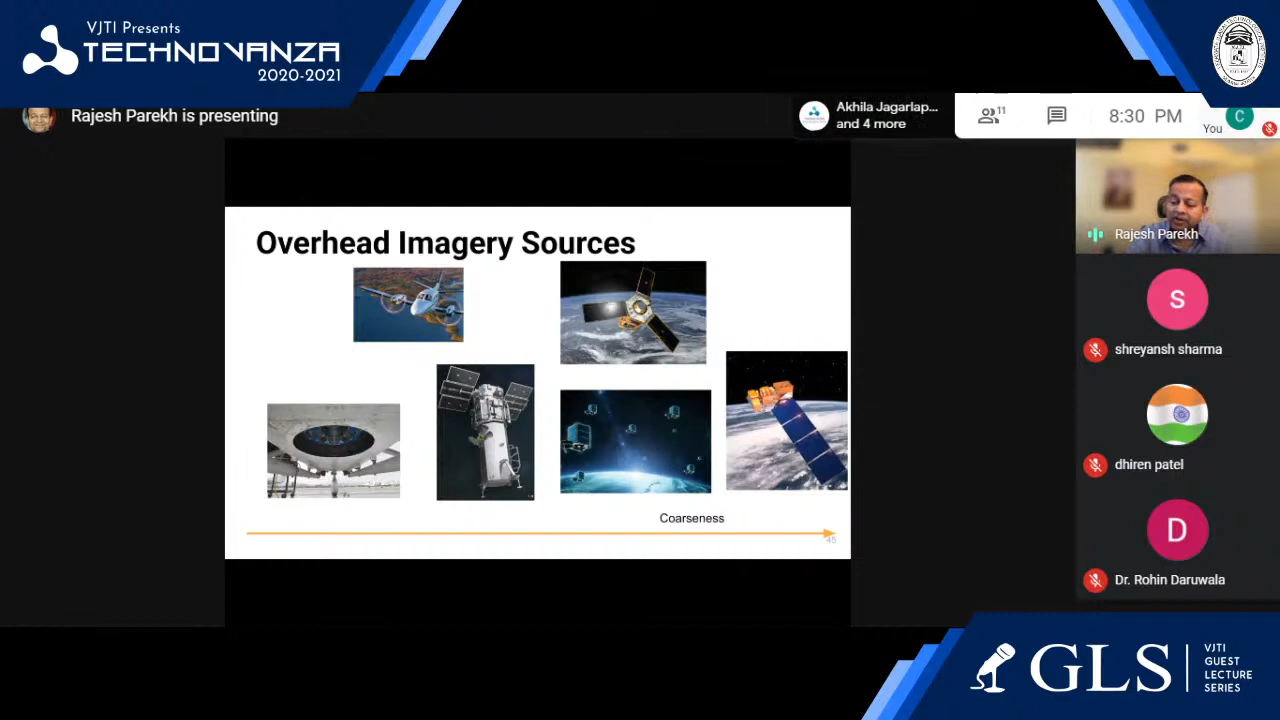 VJTI Presents
TECHNOVANZA
2020-2021
Rajesh Parekh is presenting
Akhila Jagarlap...
and 4 more
11
8:30 PM
You
C
Overhead Imagery Sources
Coarseness
45
Rajesh Parekh
S
shreyansh sharma
dhiren patel
D
Dr. Rohin Daruwala
GLS
VJTI
GUEST
LECTURE
SERIES